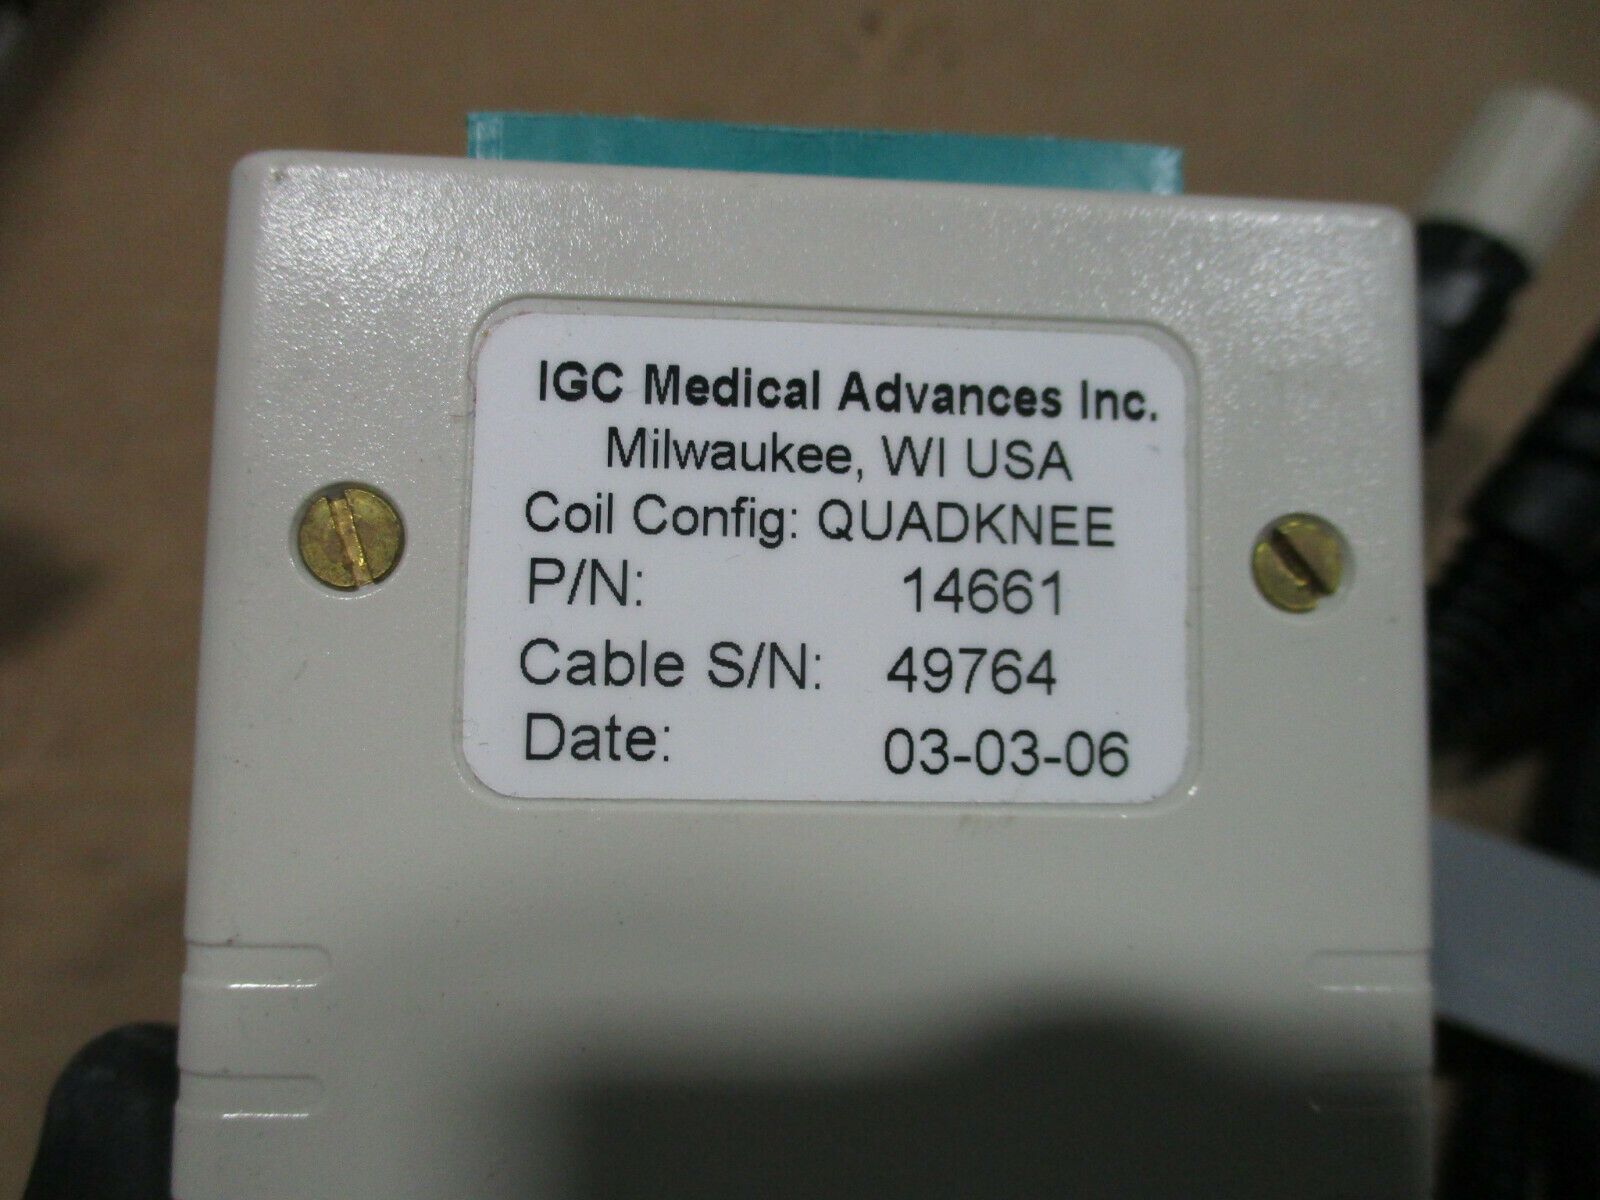 IGC Medical Advances Inc.
Milwaukee, WI USA
Coil Config: QUADKNEE
P/N: 14661
Cable S/N: 49764
Date: 03-03-06